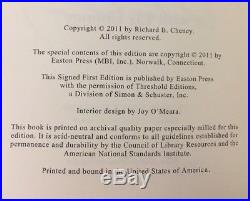 Copyright © 2011 by Richard B. Cheney.
All rights reserved.
The special contents of this edition are copyright © 2011 by
Easton Press (MBI, Inc.), Norwalk, Connecticut.
This Signed First Edition is published by Easton Press
with the permission of Threshold Editions,
a Division of Simon & Schuster, Inc.
Interior design by Joy O'Meara.
This book is printed on archival quality paper especially milled for this
edition. It is acid-neutral and conforms to all guidelines established for
permanence and durability by the Council of Library Resources and the
American National Standards Institute.
Printed and bound in the United States of America.